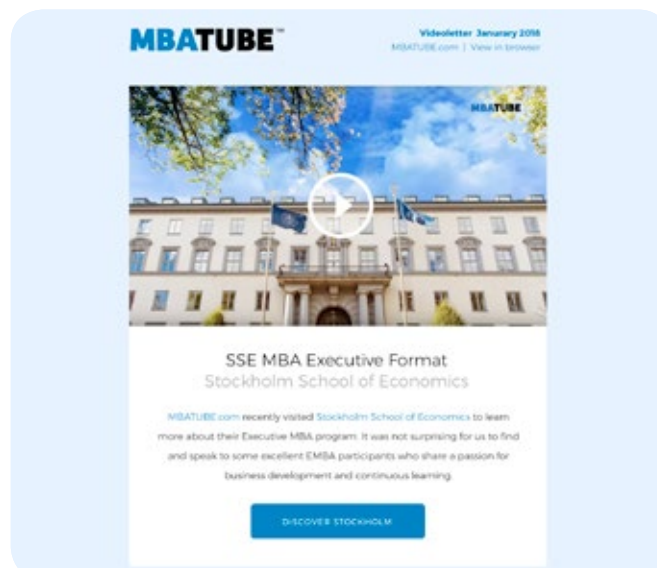 MBATUBE™
Videoletter Janurary 2018
MBATUBE.com | View in browser
MBATUBE
SSE MBA Executive Format
Stockholm School of Economics
MBATUBE.com recently visited Stockholm School of Economics to learn
more about their Executive MBA program. It was not surprising for us to find
and speak to some excellent EMBA participants who share a passion for
business development and continuous learning.
DISCOVER STOCKHOLM